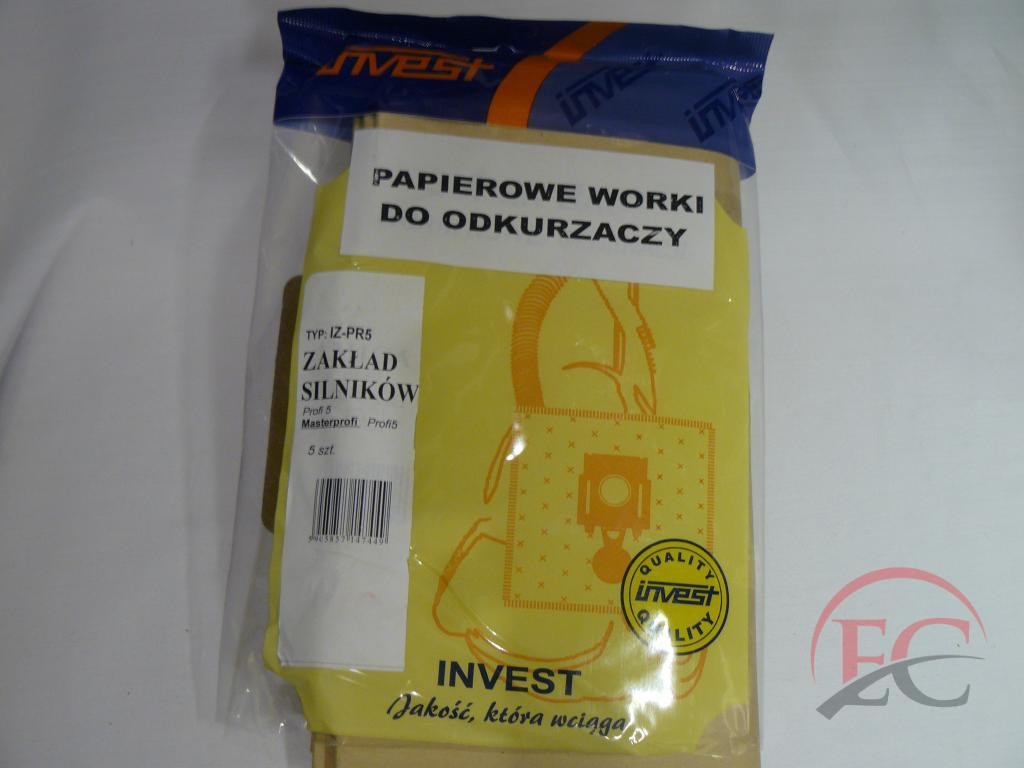 invest
invest
invest
PAPIEROWE WORKI
DO ODKURZACZY
TYP: IZ-PR5
ZAKŁAD
SILNIKÓW
Profi 5
Masterprofi Profi5
5 szt.
QUALITY
invest
QUALITY
INVEST
Jakość, która wciąga
EC